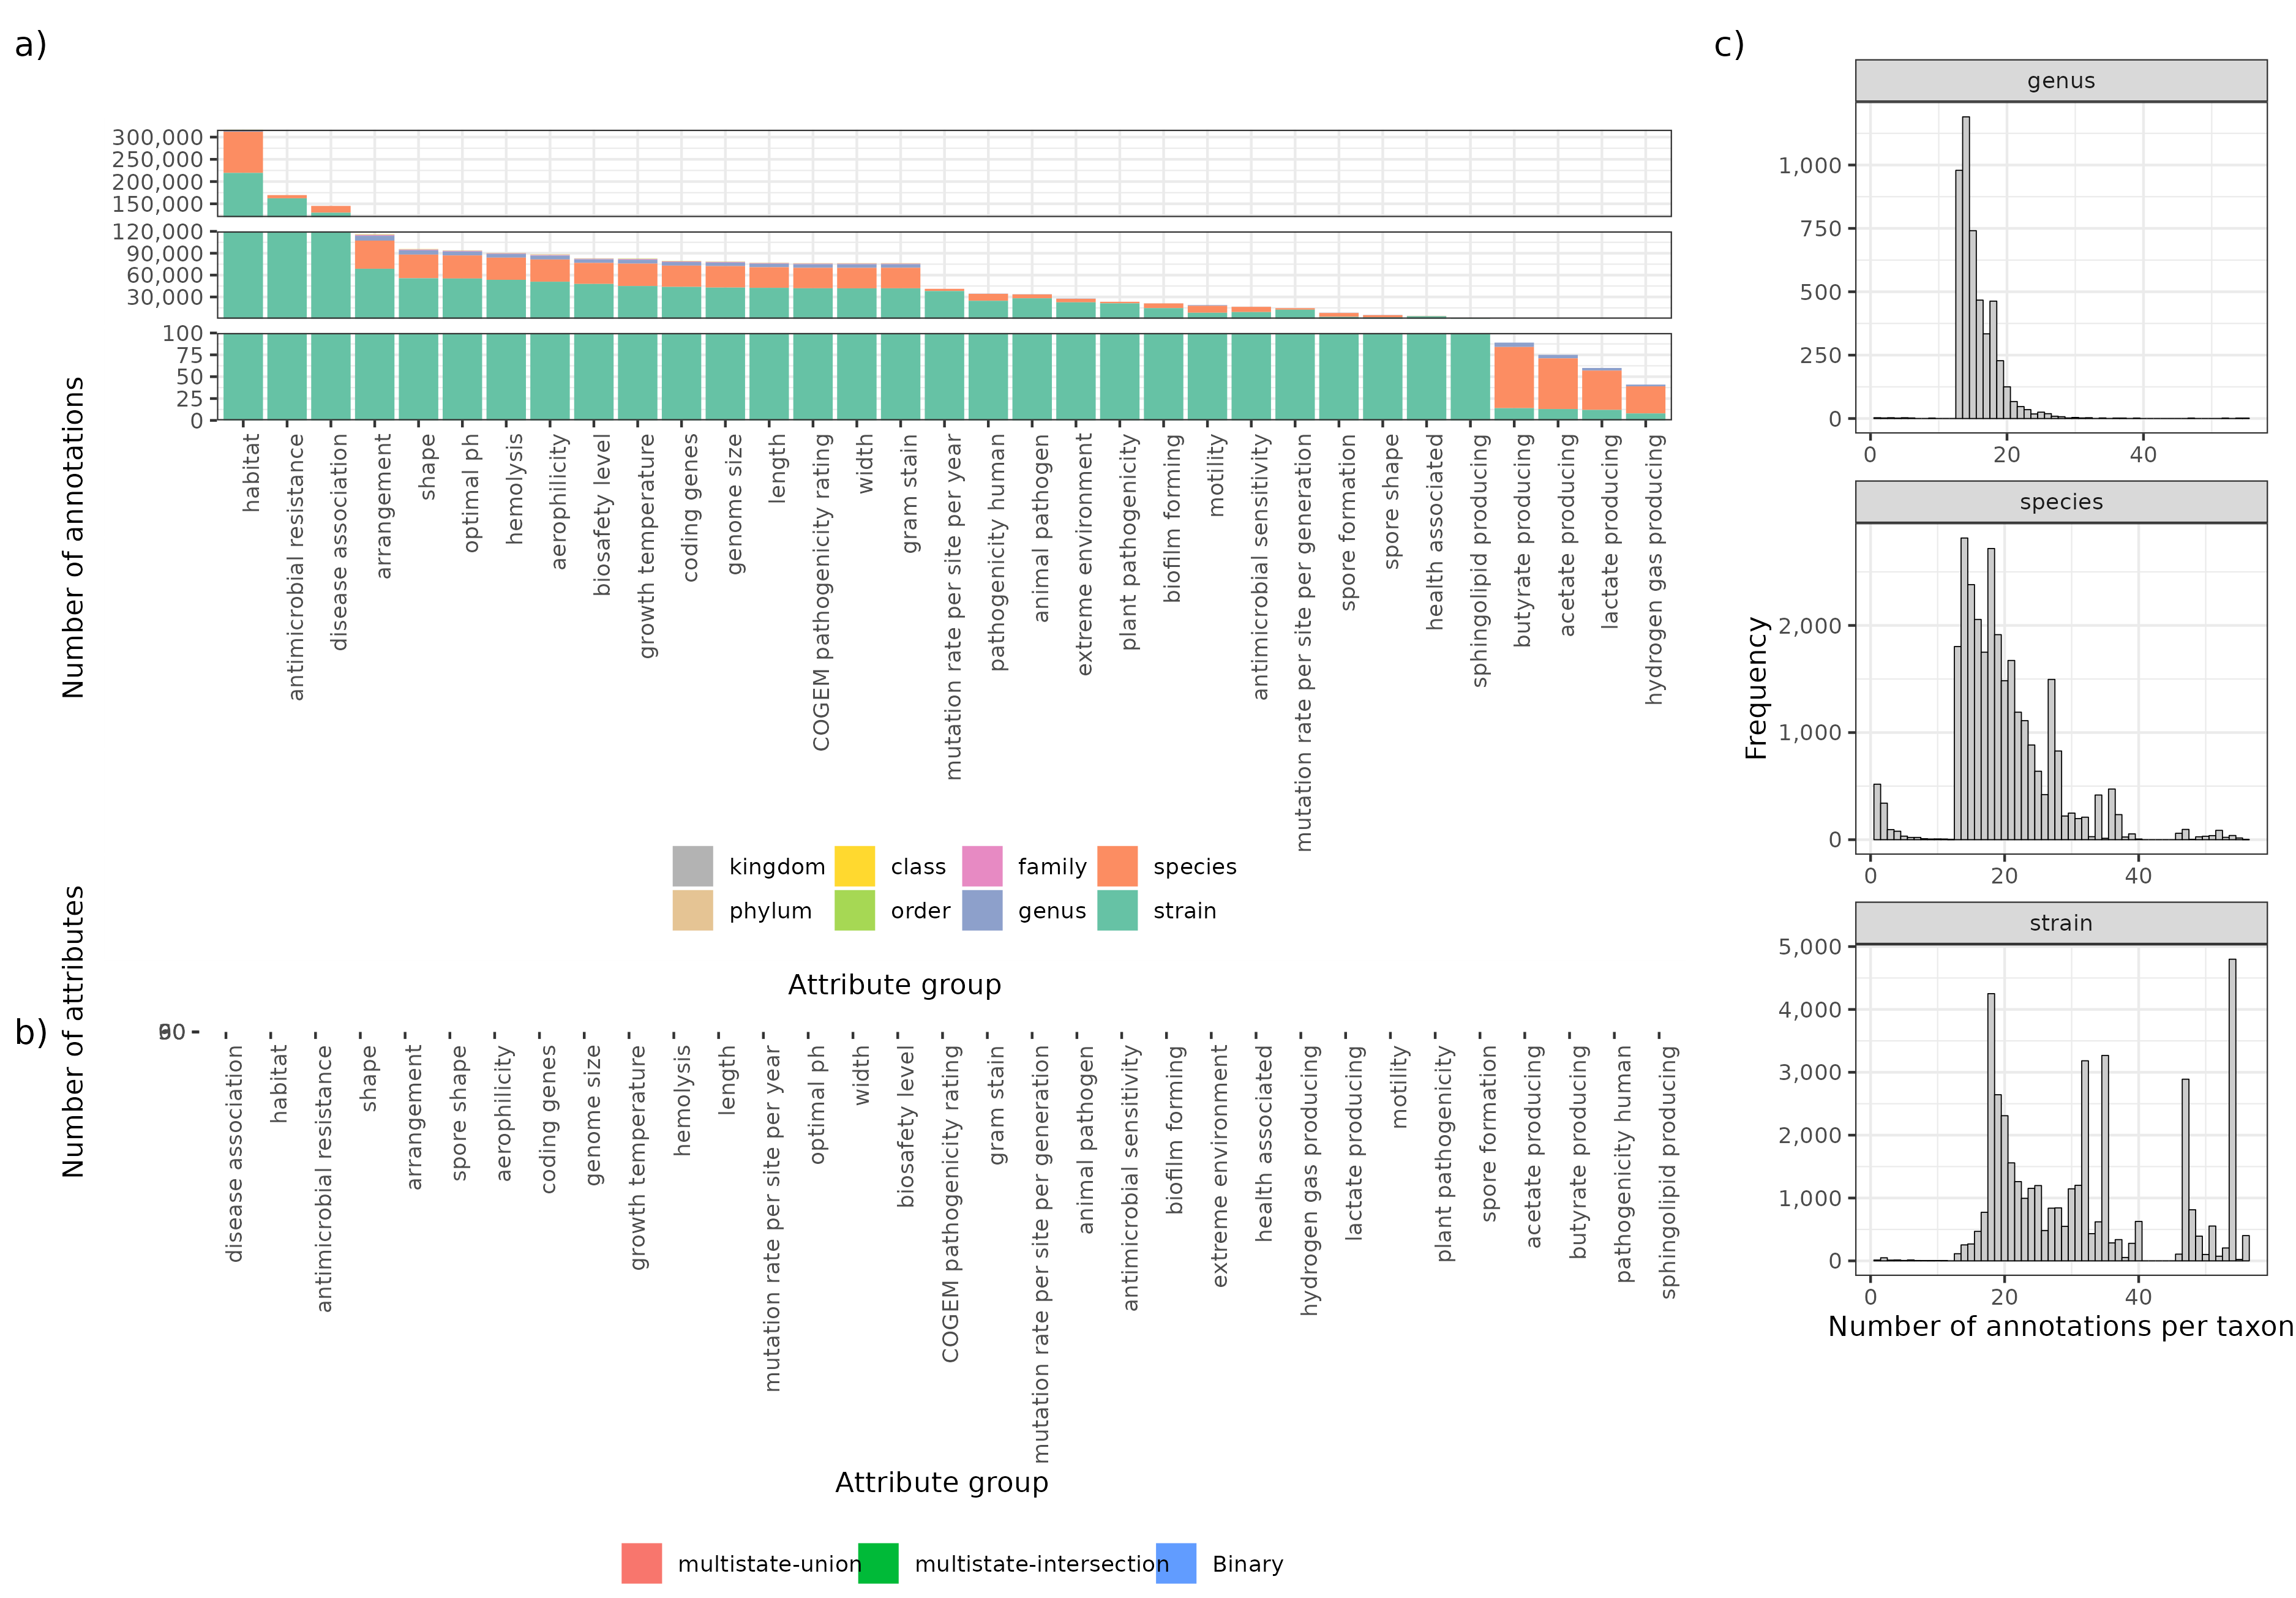 a)
Number of annotations
300,000
250,000
200,000
150,000
120,000
90,000
60,000
30,000
100
75
50
25
0
habitat
antimicrobial resistance
disease association
arrangement
shape
optimal ph
hemolysis
aerophilicity
biosafety level
growth temperature
coding genes
genome size
length
COGEM pathogenicity rating
width
gram stain
mutation rate per site per year
pathogenicity human
animal pathogen
extreme environment
plant pathogenicity
biofilm forming
motility
antimicrobial sensitivity
mutation rate per site per generation
spore formation
spore shape
health associated
sphingolipid producing
butyrate producing
acetate producing
lactate producing
hydrogen gas producing
kingdom
class
family
species
phylum
order
genus
strain
Attribute group
b)
Number of attributes
disease association
habitat
antimicrobial resistance
shape
arrangement
spore shape
aerophilicity
coding genes
genome size
growth temperature
hemolysis
length
mutation rate per site per year
optimal ph
width
biosafety level
COGEM pathogenicity rating
gram stain
mutation rate per site per generation
animal pathogen
antimicrobial sensitivity
biofilm forming
extreme environment
health associated
hydrogen gas producing
lactate producing
motility
plant pathogenicity
spore formation
acetate producing
butyrate producing
pathogenicity human
sphingolipid producing
Attribute group
multistate-union
multistate-intersection
Binary
c)
Frequency
genus
1,000
750
500
250
0
0 20 40
species
2,000
1,000
0
0 20 40
strain
5,000
4,000
3,000
2,000
1,000
0
0 20 40
Number of annotations per taxon